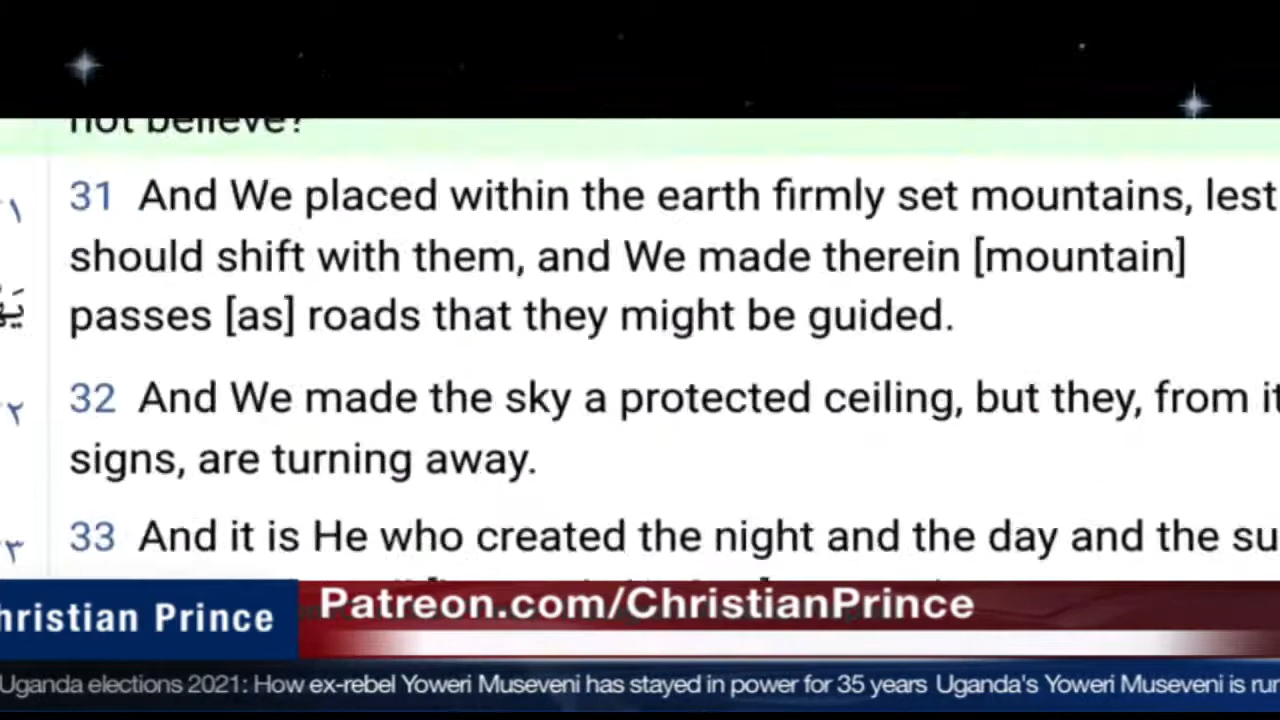 not believe?
31 And We placed within the earth firmly set mountains, lest
should shift with them, and We made therein [mountain]
passes [as] roads that they might be guided.
32 And We made the sky a protected ceiling, but they, from it
signs, are turning away.
33 And it is He who created the night and the day and the su
hristian Prince
Patreon.com/ChristianPrince
Uganda elections 2021: How ex-rebel Yoweri Museveni has stayed in power for 35 years Uganda's Yoweri Museveni is run